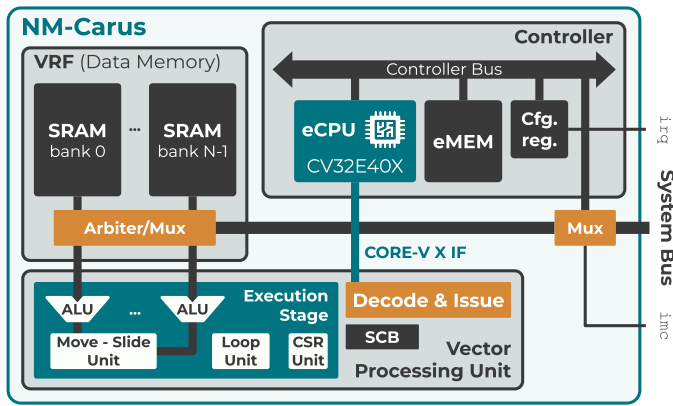 NM-Carus
VRF (Data Memory)
SRAM
bank 0
...
SRAM
bank N-1
Arbiter/Mux
Controller
Controller Bus
eCPU
CV32E40X
eMEM
Cfg.
reg.
irq
System Bus
Mux
imc
CORE-V X IF
ALU
...
ALU
Execution
Stage
Move - Slide
Unit
Loop
Unit
CSR
Unit
Decode & Issue
SCB
Vector
Processing Unit